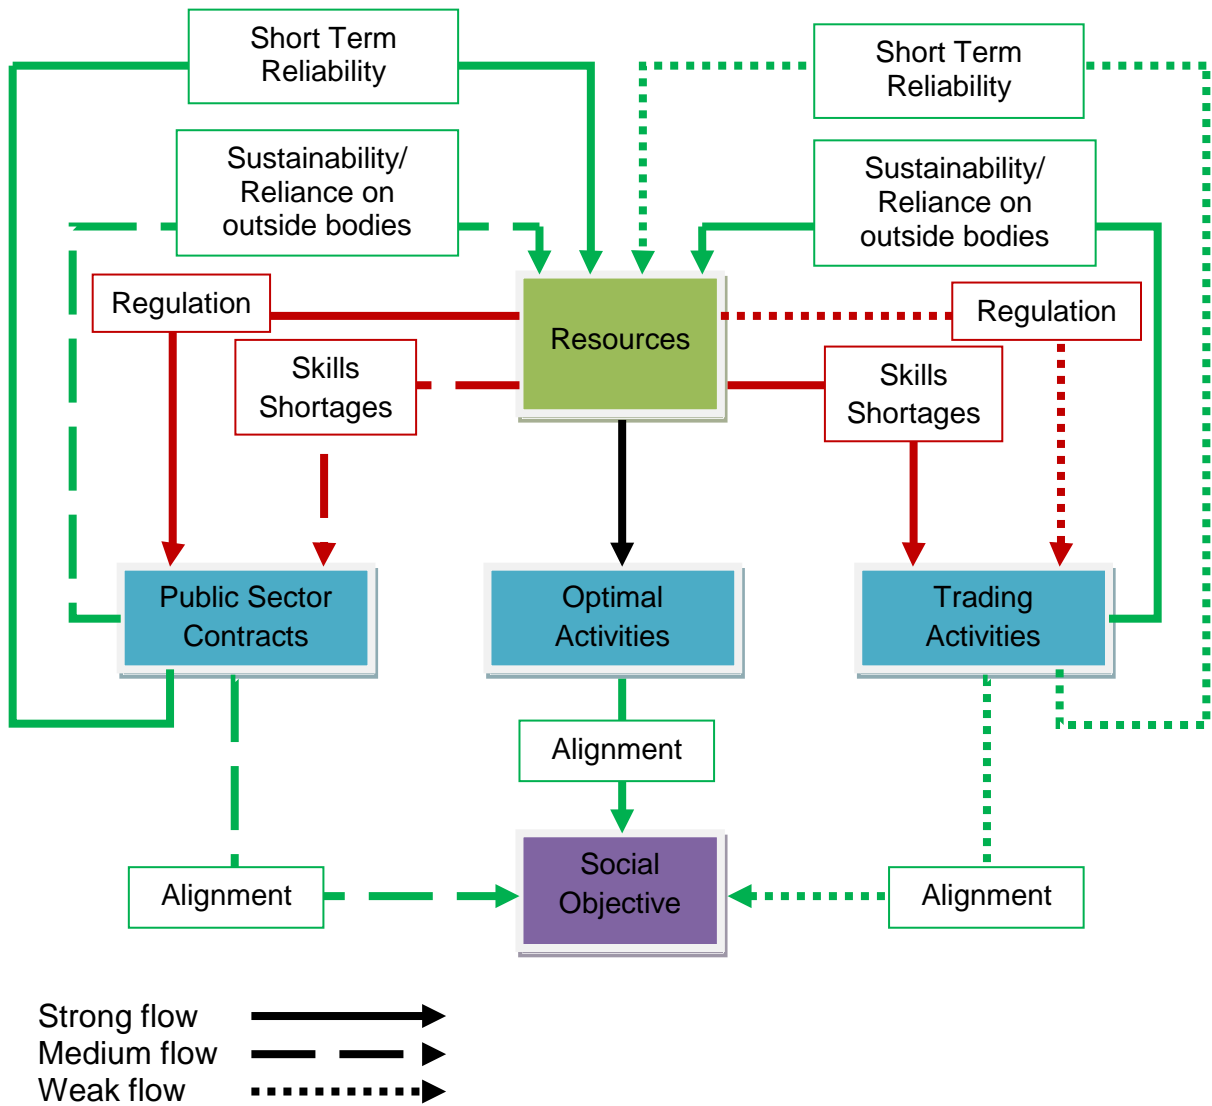 Short Term
Reliability
Short Term
Reliability
Sustainability/
Reliance on
outside bodies
Sustainability/
Reliance on
outside bodies
Regulation
Resources
Regulation
Skills
Shortages
Skills
Shortages
Public Sector
Contracts
Optimal
Activities
Trading
Activities
Alignment
Social
Objective
Alignment
Alignment
Strong flow
Medium flow
Weak flow